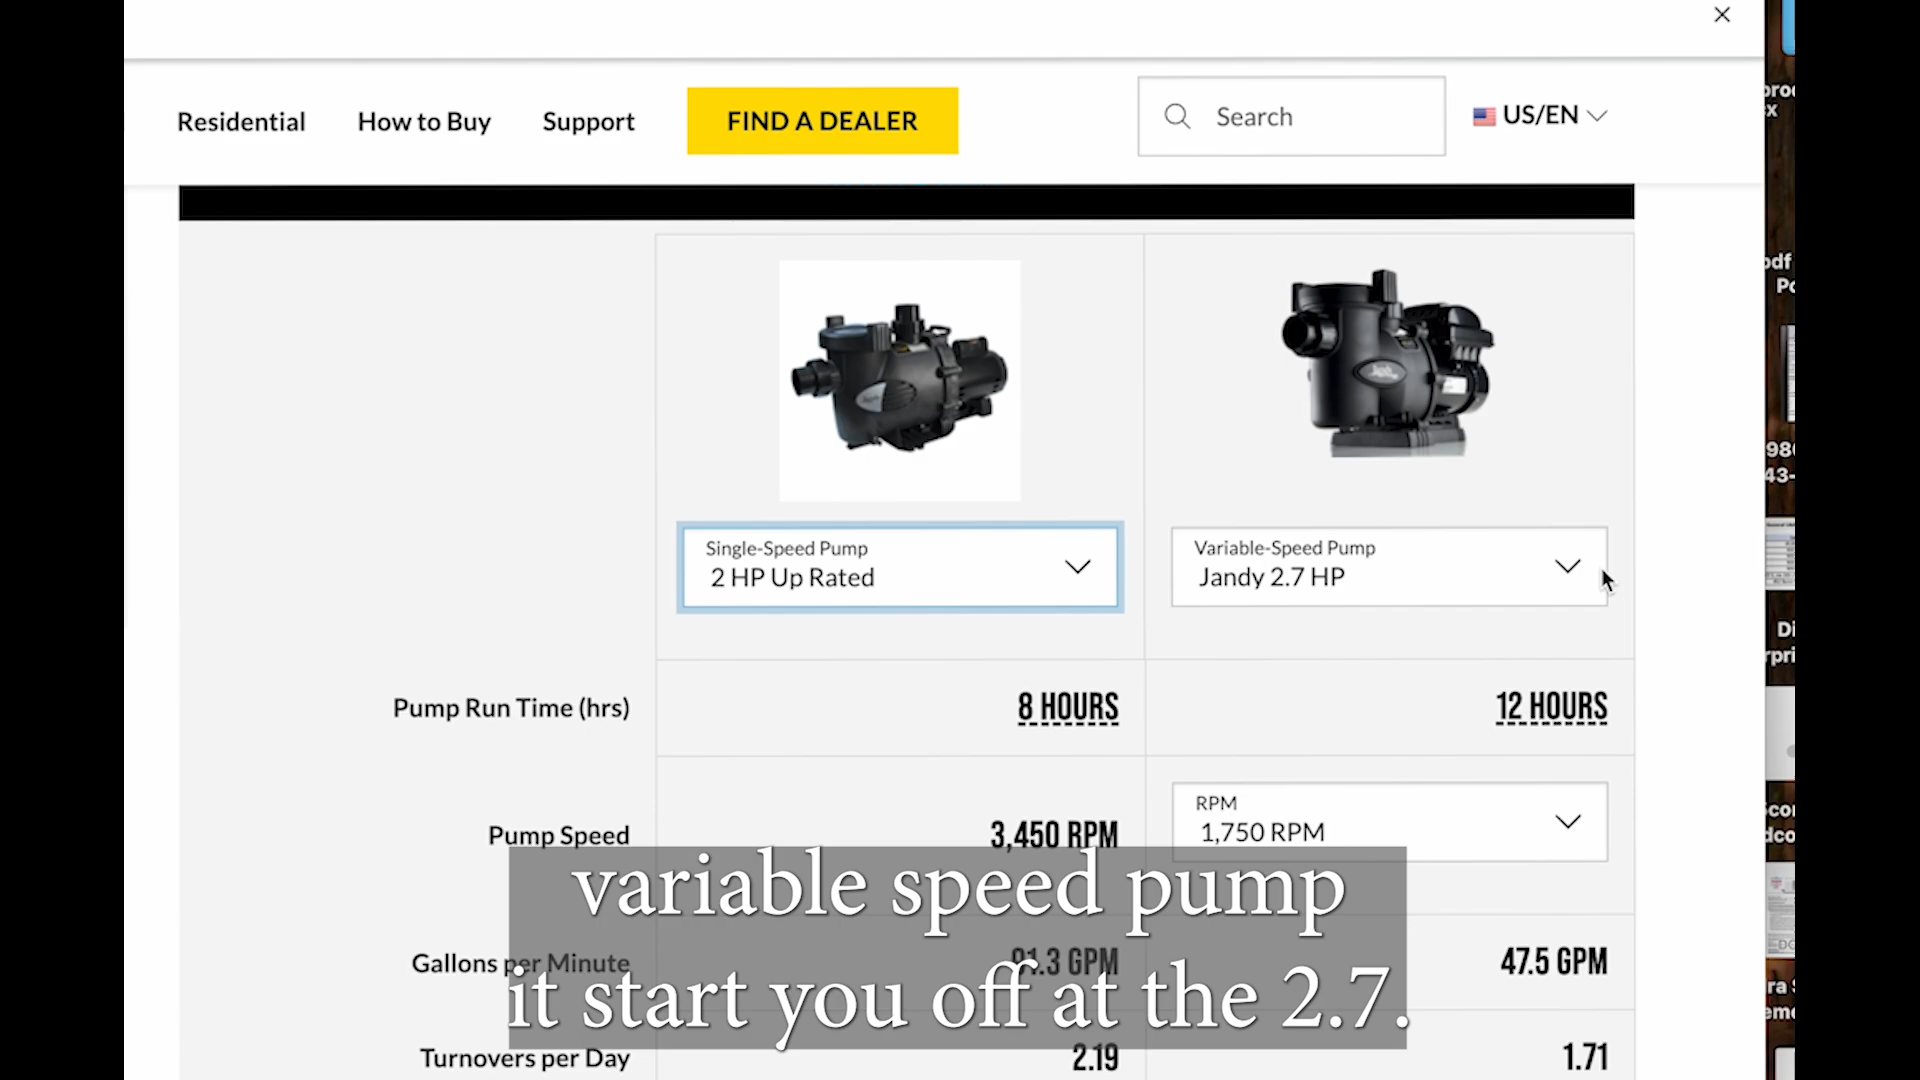 Residential
How to Buy
Support
FIND A DEALER
Search
US/EN
Single-Speed Pump
2 HP Up Rated
Variable-Speed Pump
Jandy 2.7 HP
Pump Run Time (hrs)
8 HOURS
12 HOURS
Pump Speed
3,450 RPM
RPM
1,750 RPM
Gallons per Minute
91.3 GPM
47.5 GPM
Turnovers per Day
2.19
1.71
variable speed pump
it start you off at the 2.7.